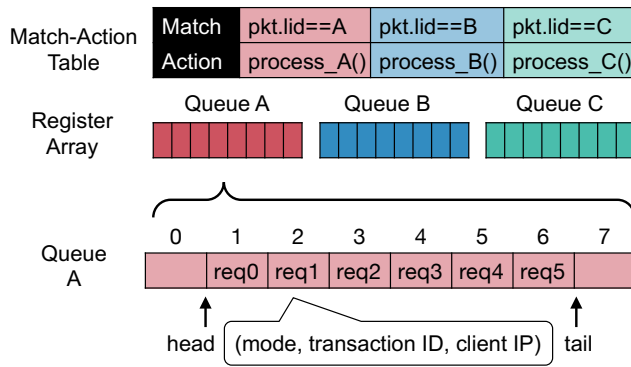 Match-Action Table
Match pkt.lid==A pkt.lid==B pkt.lid==C
Action process_A() process_B() process_C()
Register Array
Queue A Queue B Queue C
0 1 2 3 4 5 6 7
Queue A
req0 req1 req2 req3 req4 req5
head (mode, transaction ID, client IP) tail